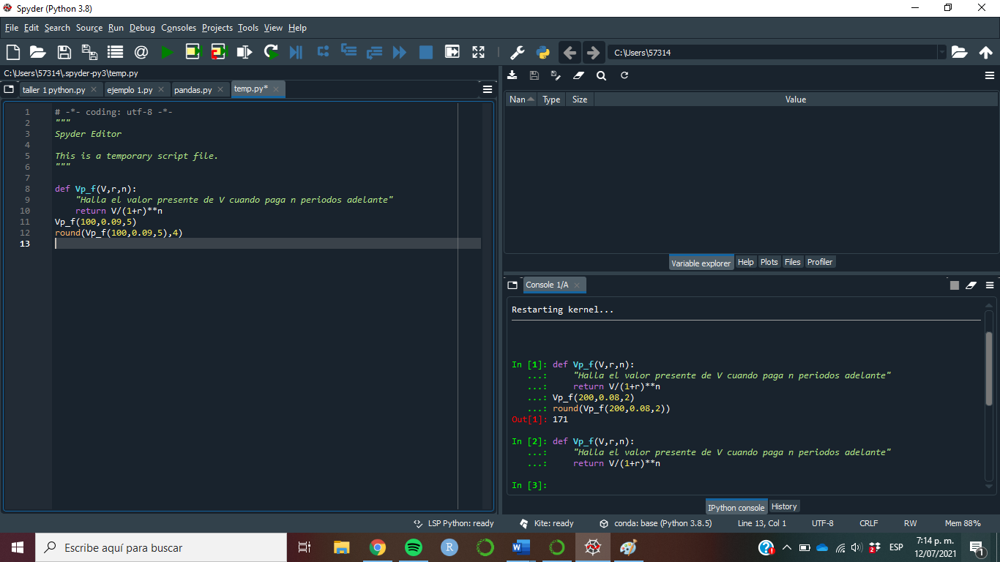 Spyder (Python 3.8)
File Edit Search Source Run Debug Consoles Projects Tools View Help
C:\Users\57314
C:\Users\57314\.spyder-py3\temp.py
taller 1 python.py ejemplo 1.py pandas.py temp.py*
1 # -*- coding: utf-8 -*-
2 """
3 Spyder Editor
4
5 This is a temporary script file.
6 """
7
8 def Vp_f(V,r,n):
9 "Halla el valor presente de V cuando paga n periodos adelante"
10 return V/(1+r)**n
11 Vp_f(100,0.09,5)
12 round(Vp_f(100,0.09,5),4)
13
Nan Type Size Value
Variable explorer Help Plots Files Profiler
Console 1/A
Restarting kernel...
In [1]: def Vp_f(V,r,n):
...: "Halla el valor presente de V cuando paga n periodos adelante"
...: return V/(1+r)**n
...: Vp_f(200,0.08,2)
...: round(Vp_f(200,0.08,2))
Out[1]: 171
In [2]: def Vp_f(V,r,n):
...: "Halla el valor presente de V cuando paga n periodos adelante"
...: return V/(1+r)**n
In [3]:
IPython console History
LSP Python: ready Kite: ready conda: base (Python 3.8.5) Line 13, Col 1 UTF-8 CRLF RW Mem 88%
Escribe aquí para buscar
ESP
7:14 p. m.
12/07/2021
1